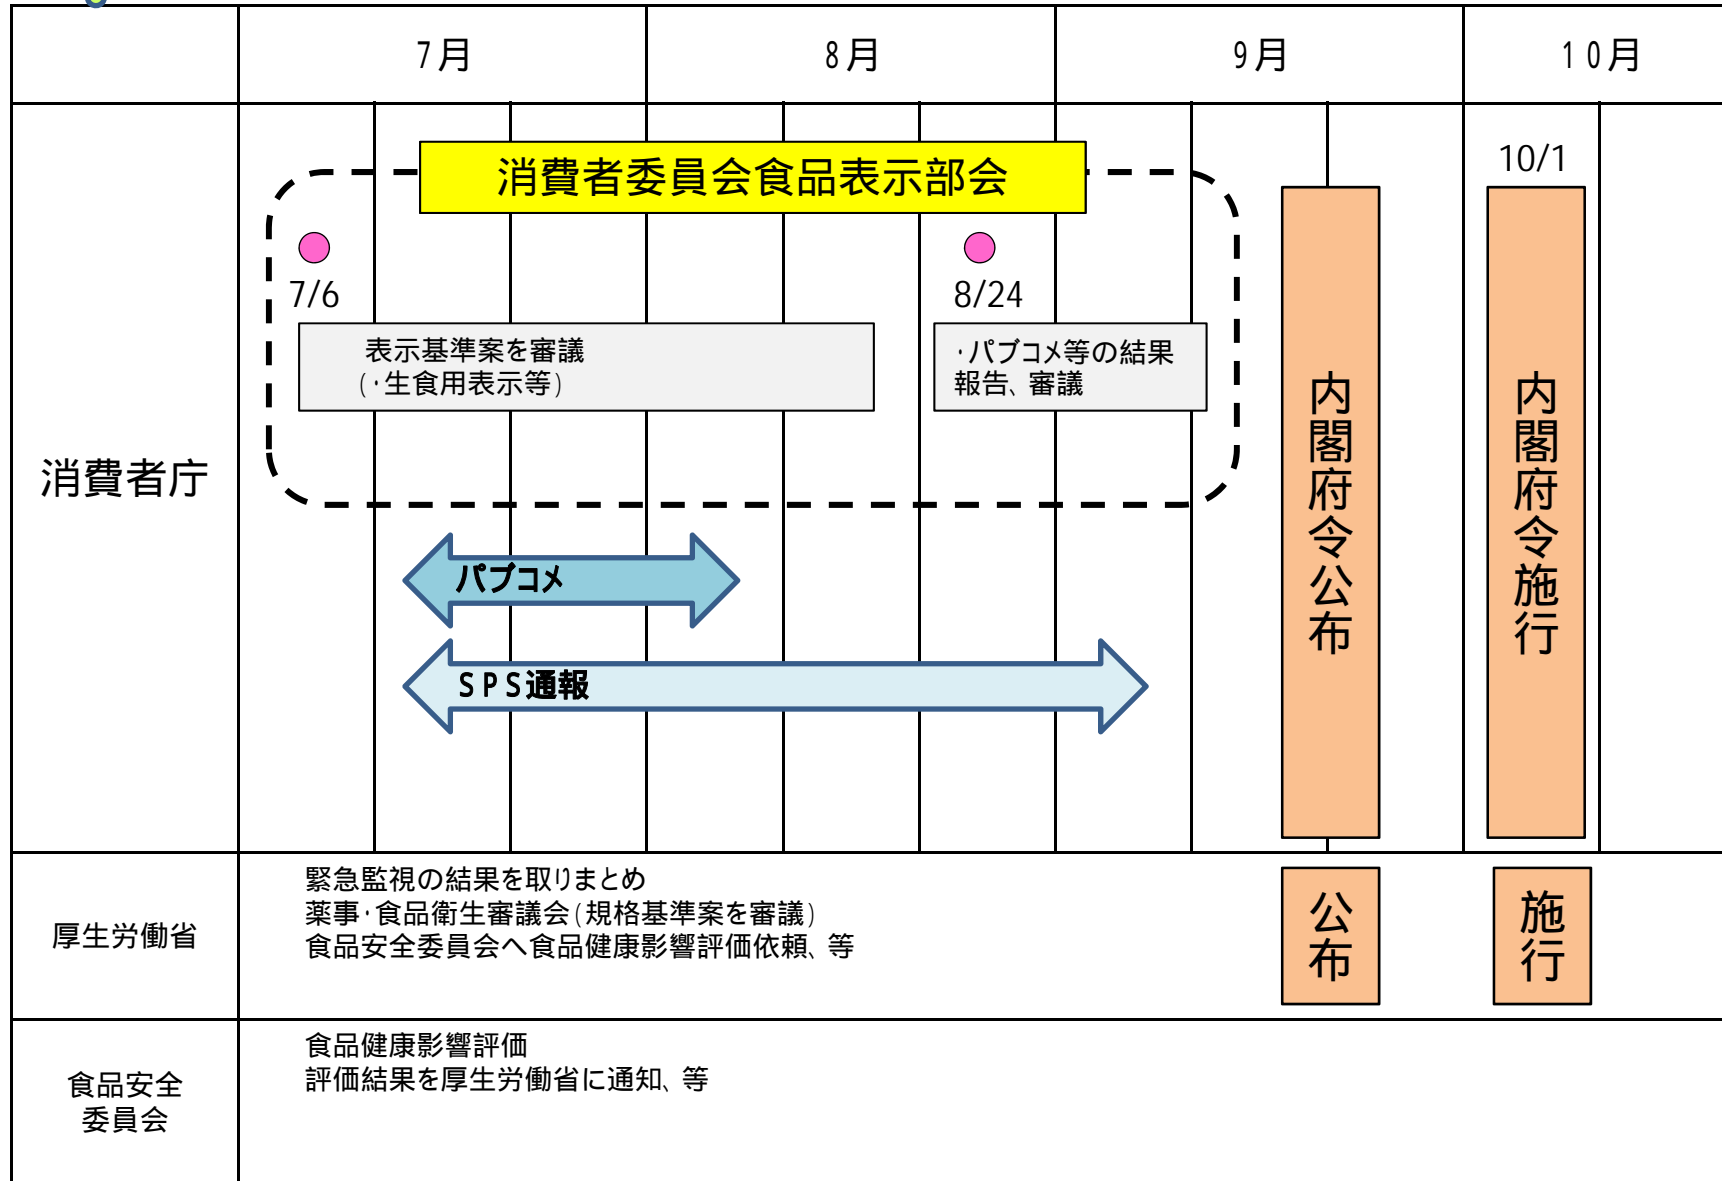 7月
8月
9月
10月
消費者庁
消費者委員会食品表示部会
7/6
8/24
表示基準案を審議
(・生食用表示等)
・パブコメ等の結果
報告、審議
パブコメ
SPS通報
内閣府令公布
10/1
内閣府令施行
厚生労働省
緊急監視の結果を取りまとめ
薬事・食品衛生審議会(規格基準案を審議)
食品安全委員会へ食品健康影響評価依頼、等
公布
施行
食品安全
委員会
食品健康影響評価
評価結果を厚生労働省に通知、等